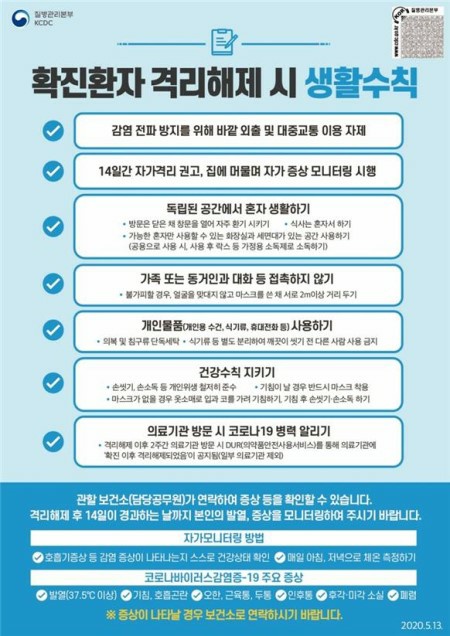 질병관리본부
KCDC
질병관리본부
KCDC
확진환자 격리해제 시 생활수칙
감염 전파 방지를 위해 바깥 외출 및 대중교통 이용 자제
14일간 자가격리 권고, 집에 머물며 자가 증상 모니터링 시행
독립된 공간에서 혼자 생활하기
• 방문은 닫은 채 창문을 열어 자주 환기 시키기 • 식사는 혼자서 하기
• 가능한 혼자만 사용할 수 있는 화장실과 세면대가 있는 공간 사용하기
(공용으로 사용 시, 사용 후 락스 등 가정용 소독제로 소독하기)
가족 또는 동거인과 대화 등 접촉하지 않기
• 불가피할 경우, 얼굴을 맞대지 않고 마스크를 쓴 채 서로 2m이상 거리 두기
개인물품(개인용 수건, 식기류, 휴대전화 등) 사용하기
• 의복 및 침구류 단독세탁 • 식기류 등 별도 분리하여 깨끗이 씻기 전 다른 사람 사용 금지
건강수칙 지키기
• 손씻기, 손소독 등 개인위생 철저히 준수 • 기침이 날 경우 반드시 마스크 착용
• 마스크가 없을 경우 옷소매로 입과 코를 가려 기침하기, 기침 후 손씻기·손소독 하기
의료기관 방문 시 코로나19 병력 알리기
• 격리해제 이후 2주간 의료기관 방문 시 DUR(의약품안전사용서비스)를 통해 의료기관에
'확진 이후 격리해제되었음'이 공지됨(일부 의료기관 제외)
관할 보건소(담당공무원)가 연락하여 증상 등을 확인할 수 있습니다.
격리해제 후 14일이 경과하는 날까지 본인의 발열, 증상을 모니터링하여 주시기 바랍니다.
자가모니터링 방법
호흡기증상 등 감염 증상이 나타나는지 스스로 건강상태 확인 매일 아침, 저녁으로 체온 측정하기
코로나바이러스감염증-19 주요 증상
발열(37.5℃ 이상) 기침, 호흡곤란 오한, 근육통, 두통 인후통 후각·미각 소실 폐렴
※ 증상이 나타날 경우 보건소로 연락하시기 바랍니다.
2020.5.13.